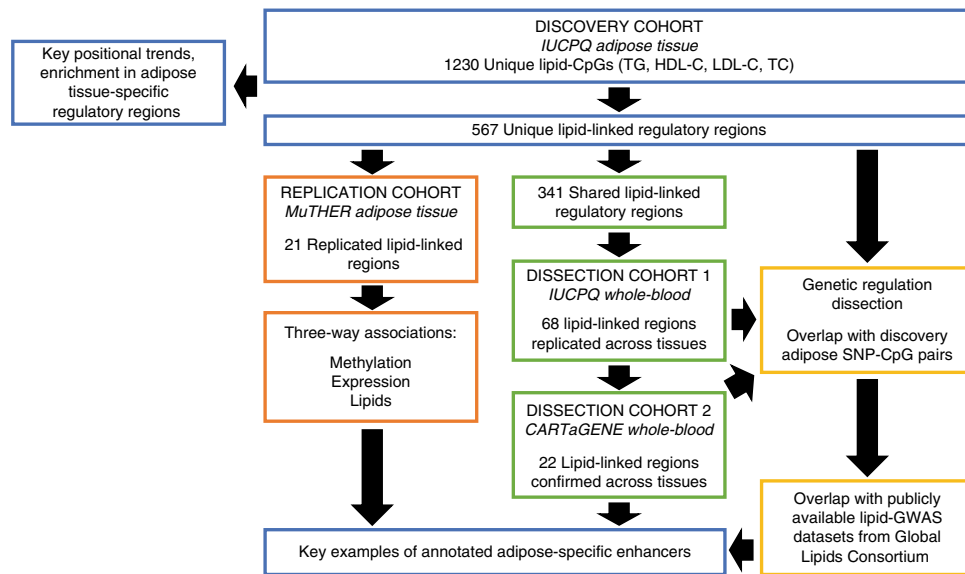 DISCOVERY COHORT
IUCPQ adipose tissue
1230 Unique lipid-CpGs (TG, HDL-C, LDL-C, TC)
Key positional trends,
enrichment in adipose
tissue-specific
regulatory regions
567 Unique lipid-linked regulatory regions
REPLICATION COHORT
MuTHER adipose tissue
21 Replicated lipid-linked
regions
341 Shared lipid-linked
regulatory regions
DISSECTION COHORT 1
IUCPQ whole-blood
68 lipid-linked regions
replicated across tissues
Genetic regulation
dissection
Overlap with discovery
adipose SNP-CpG pairs
Three-way associations:
Methylation
Expression
Lipids
DISSECTION COHORT 2
CARTaGENE whole-blood
22 Lipid-linked regions
confirmed across tissues
Overlap with publicly
available lipid-GWAS
datasets from Global
Lipids Consortium
Key examples of annotated adipose-specific enhancers